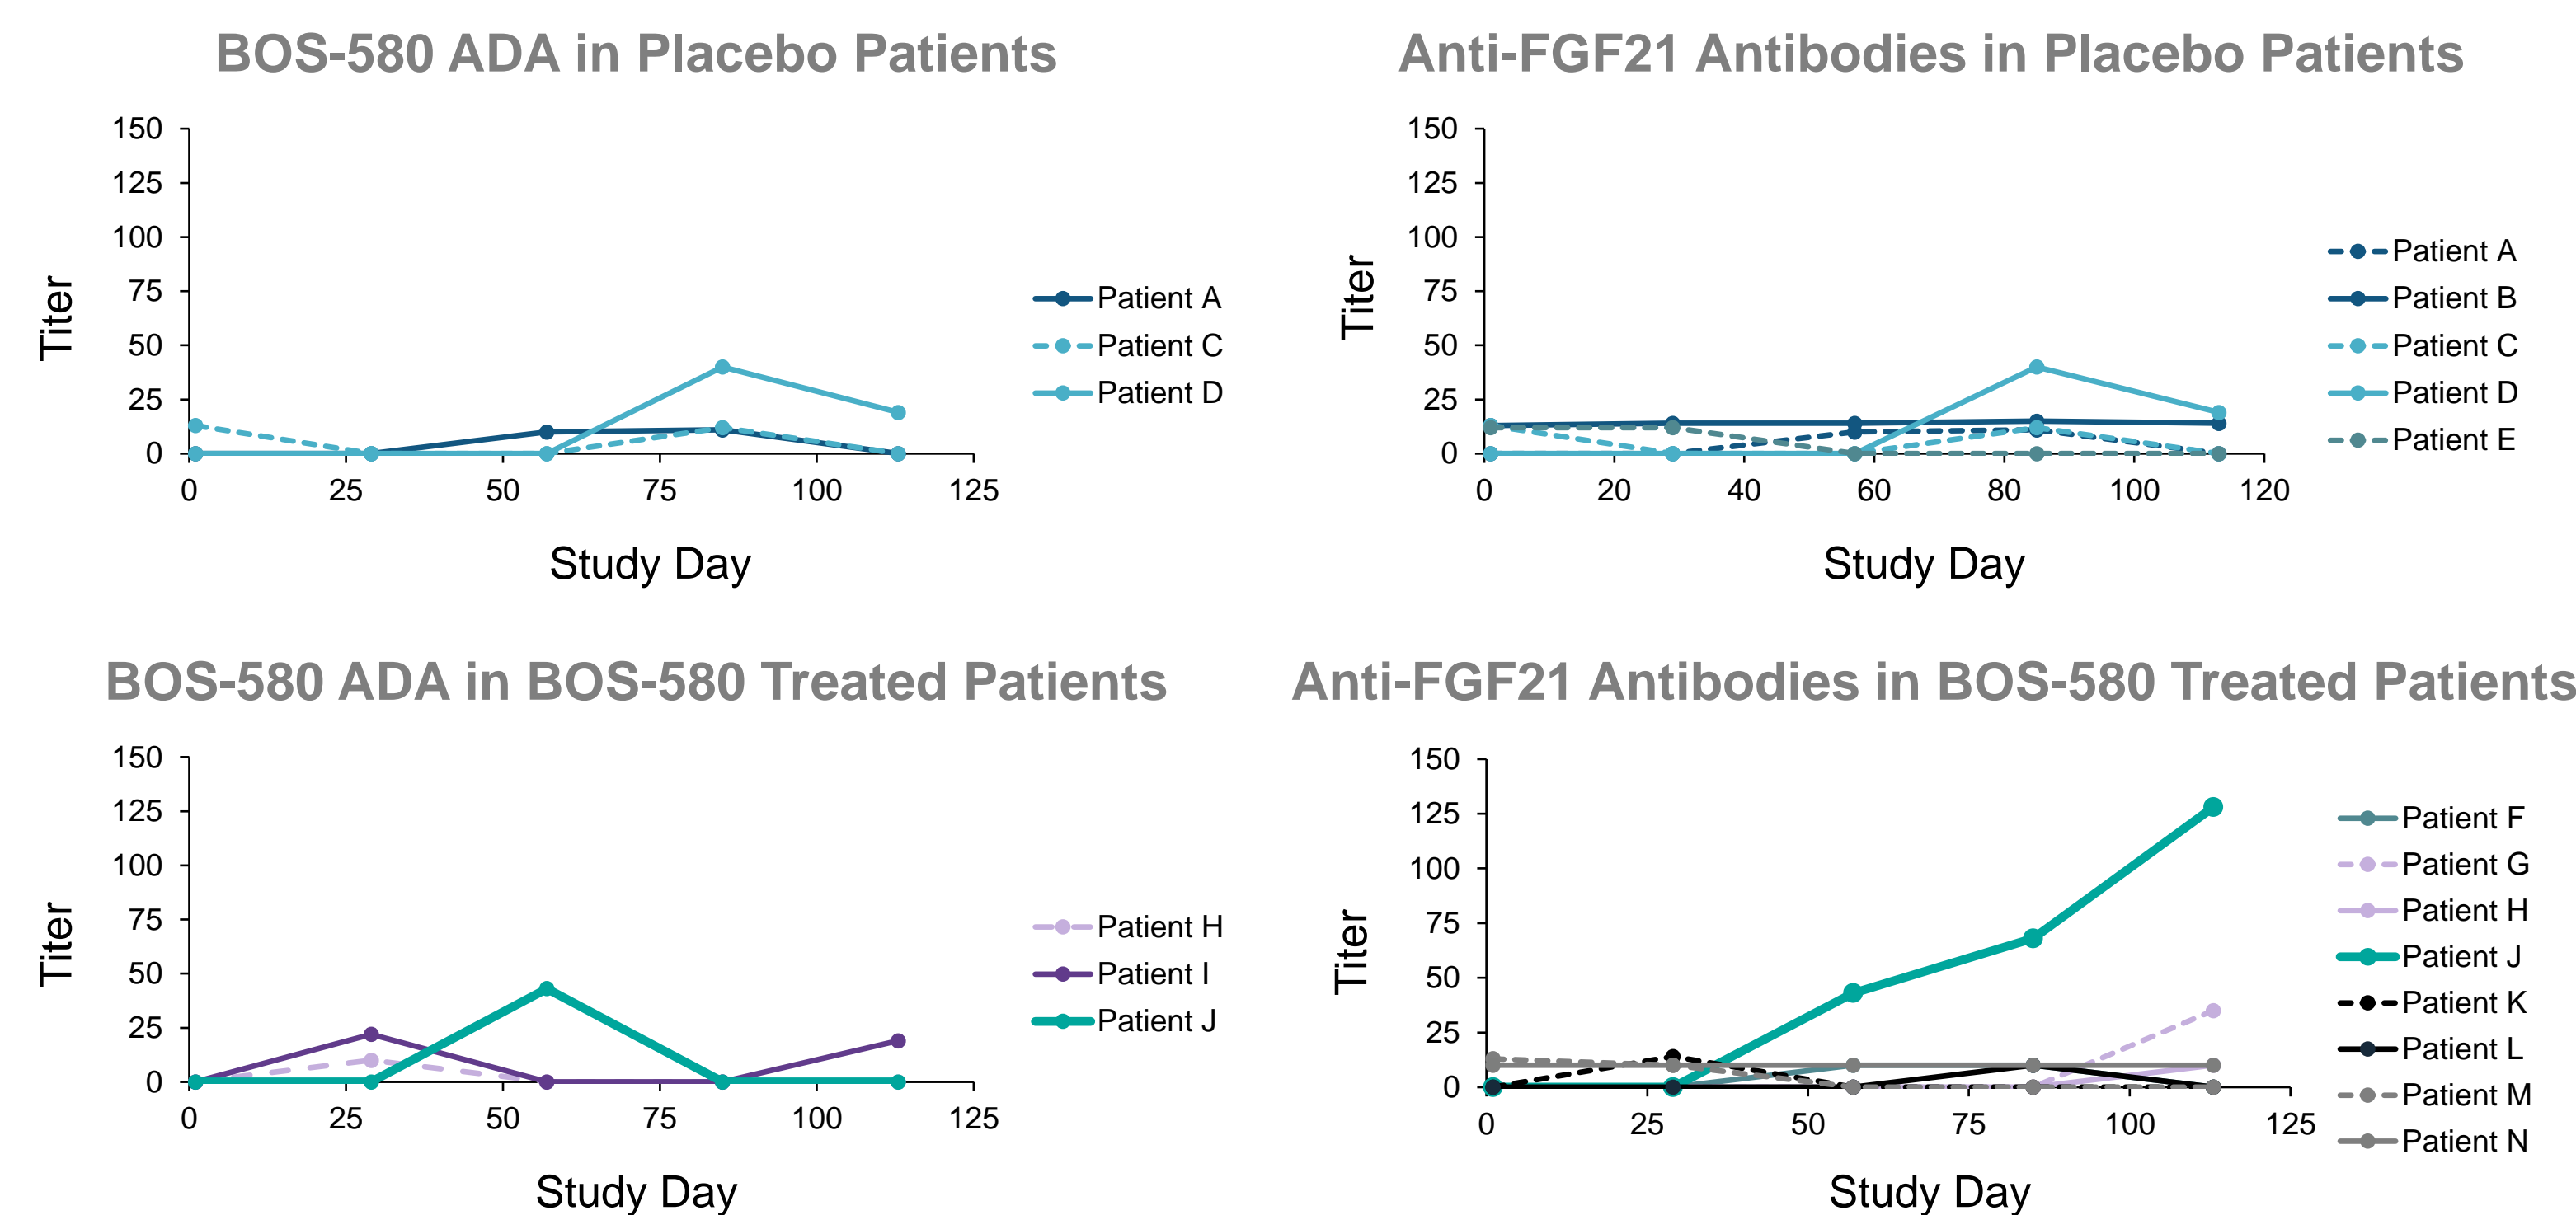 BOS-580 ADA in Placebo Patients
150
125
100
75
50
25
0
0 25 50 75 100 125
Titer
Study Day
Patient A
Patient C
Patient D
Anti-FGF21 Antibodies in Placebo Patients
150
125
100
75
50
25
0
0 20 40 60 80 100 120
Titer
Study Day
Patient A
Patient B
Patient C
Patient D
Patient E
BOS-580 ADA in BOS-580 Treated Patients
150
125
100
75
50
25
0
0 25 50 75 100 125
Titer
Study Day
Patient H
Patient I
Patient J
Anti-FGF21 Antibodies in BOS-580 Treated Patients
150
125
100
75
50
25
0
0 25 50 75 100 125
Titer
Study Day
Patient F
Patient G
Patient H
Patient J
Patient K
Patient L
Patient M
Patient N